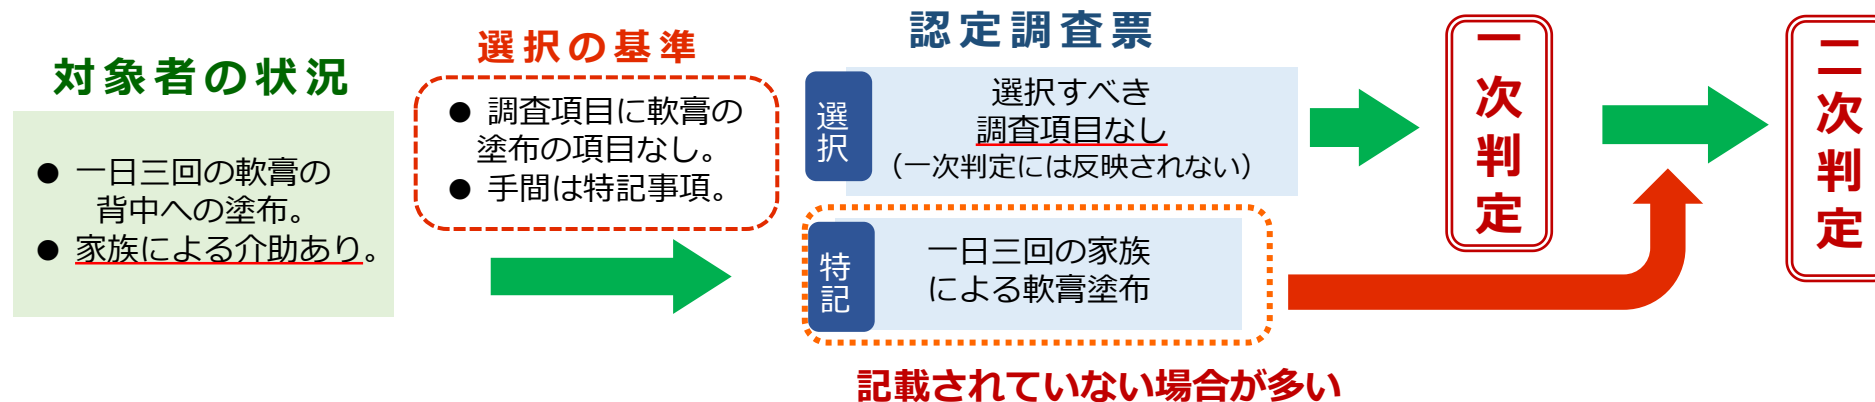 対象者の状況
● 一日三回の軟膏の
背中への塗布。
● 家族による介助あり。
選択の基準
● 調査項目に軟膏の
塗布の項目なし。
● 手間は特記事項。
認定調査票
選択
選択すべき
調査項目なし
（一次判定には反映されない）
特記
一日三回の家族
による軟膏塗布
記載されていない場合が多い
一次判定
二次判定